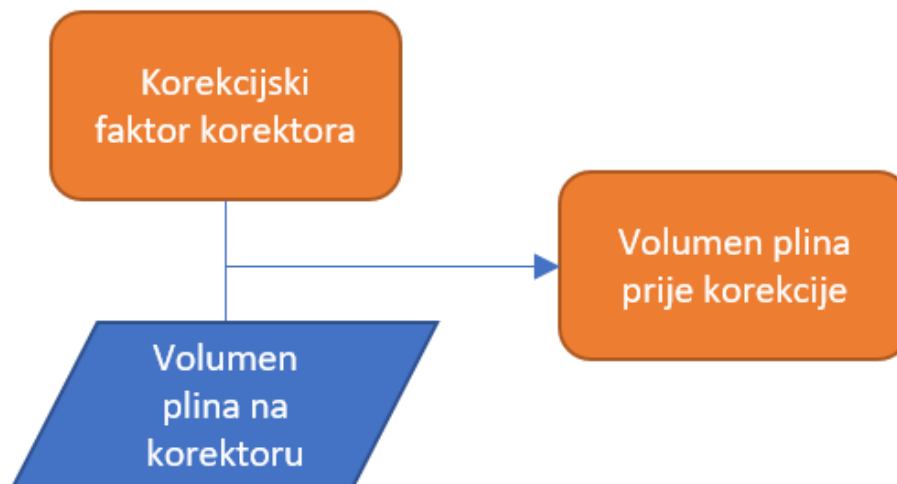 Korekcijski
faktor korektora
Volumen plina
prije korekcije
Volumen
plina na
korektoru